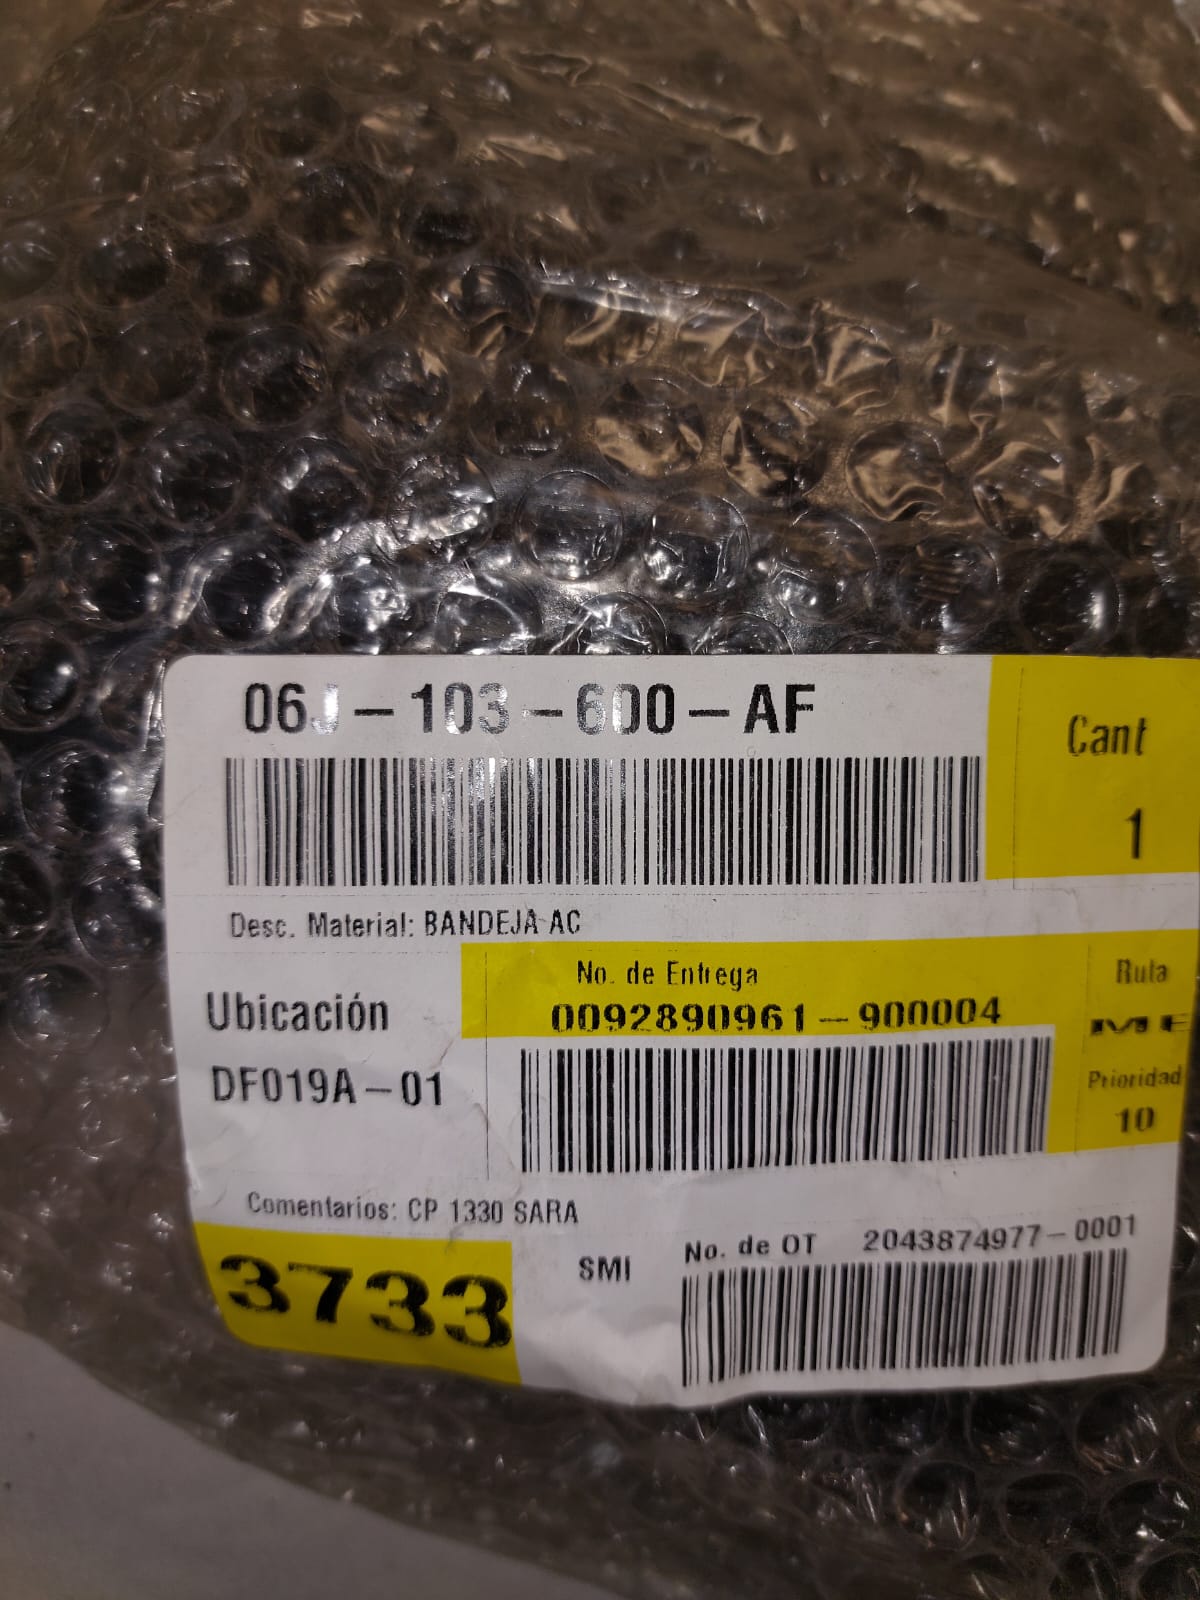 06J-103-600-AF
Cant
1
Desc. Material: BANDEJA AC
No. de Entrega
0092890961-900004
Ruta
ME
Ubicación
DF019A-01
Prioridad
10
Comentarios: CP 1330 SARA
3733
SMI
No. de OT 2043874977-0001